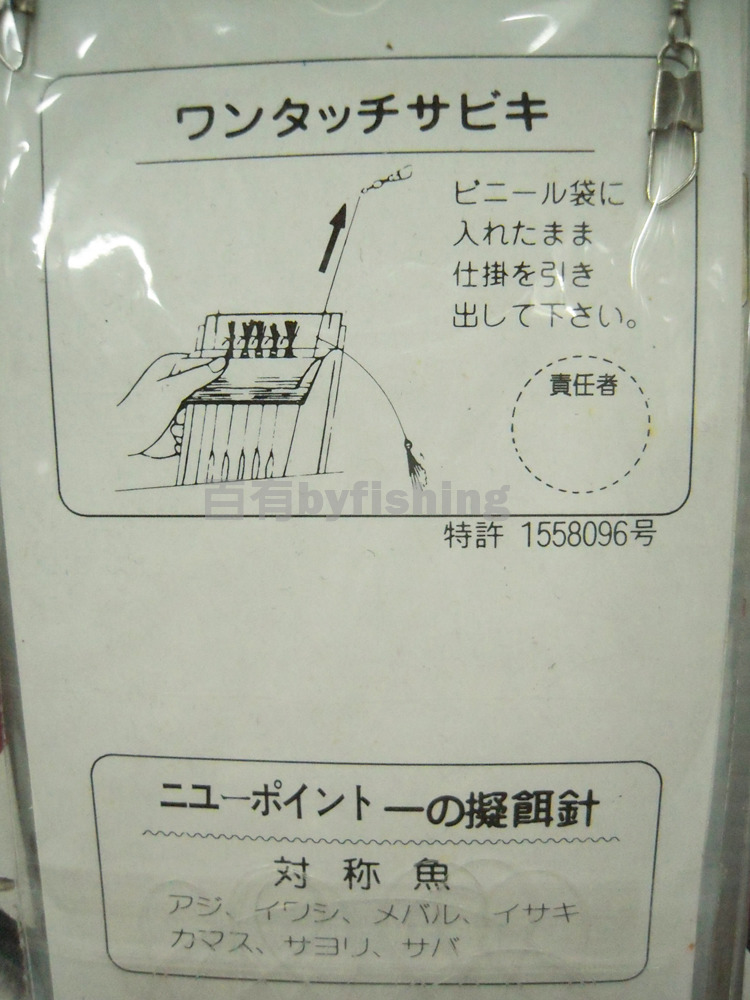 ワンタッチサビキ
ビニール袋に
入れたまま
仕掛を引き
出して下さい。
責任者
百有byfishing
特許 1558096号
ニユーポイント一の擬餌針
対称魚
アジ、イワシ、メバル、イサキ
カマス、サヨリ、サバ